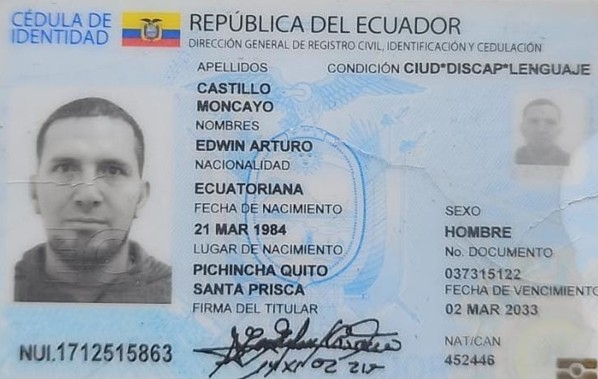 CÉDULA DE
IDENTIDAD
REPÚBLICA DEL ECUADOR
DIRECCIÓN GENERAL DE REGISTRO CIVIL, IDENTIFICACIÓN Y CEDULACIÓN
APELLIDOS
CONDICIÓN CIUD*DISCAP*LENGUAJE
CASTILLO
MONCAYO
NOMBRES
EDWIN ARTURO
NACIONALIDAD
ECUATORIANA
FECHA DE NACIMIENTO
21 MAR 1984
LUGAR DE NACIMIENTO
PICHINCHA QUITO
SANTA PRISCA
FIRMA DEL TITULAR
SEXO
HOMBRE
No. DOCUMENTO
037315122
FECHA DE VENCIMIENTO
02 MAR 2033
NAT/CAN
452446
NUI.1712515863